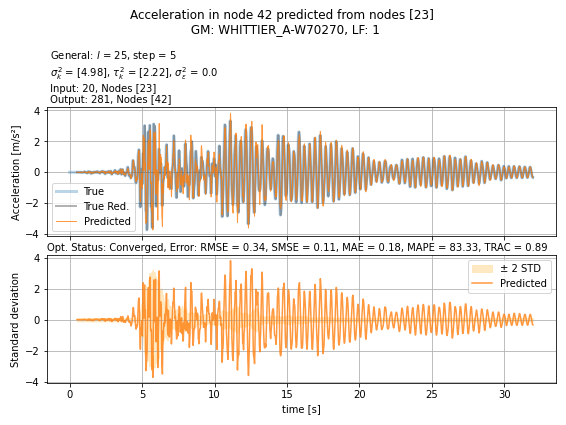 Acceleration in node 42 predicted from nodes [23]
GM: WHITTIER_A-W70270, LF: 1
General: l = 25, step = 5
σ²ₖ = [4.98], τ²ₖ = [2.22], σ²ε = 0.0
Input: 20, Nodes [23]
Output: 281, Nodes [42]
Acceleration [m/s²]
4
2
0
−2
−4
True
True Red.
Predicted
Opt. Status: Converged, Error: RMSE = 0.34, SMSE = 0.11, MAE = 0.18, MAPE = 83.33, TRAC = 0.89
Standard deviation
4
2
0
−2
−4
± 2 STD
Predicted
0 5 10 15 20 25 30
time [s]